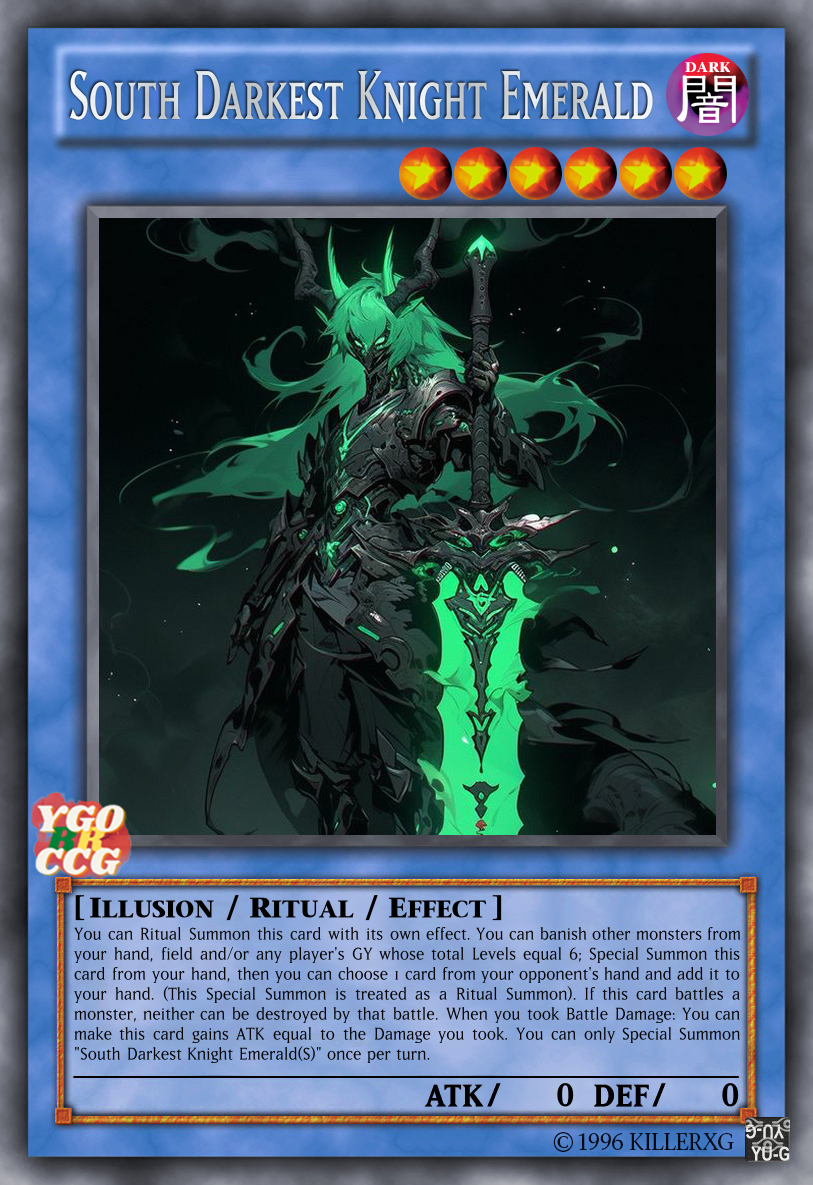 South Darkest Knight Emerald
DARK
闇
YGO
RR
CCG
[ Illusion / Ritual / Effect ]
You can Ritual Summon this card with its own effect. You can banish other monsters from
your hand, field and/or any player's GY whose total Levels equal 6; Special Summon this
card from your hand, then you can choose 1 card from your opponent's hand and add it to
your hand. (This Special Summon is treated as a Ritual Summon). If this card battles a
monster, neither can be destroyed by that battle. When you took Battle Damage: You can
make this card gains ATK equal to the Damage you took. You can only Special Summon
"South Darkest Knight Emerald(S)" once per turn.
ATK/ 0 DEF/ 0
© 1996 KILLERXG
YU-G